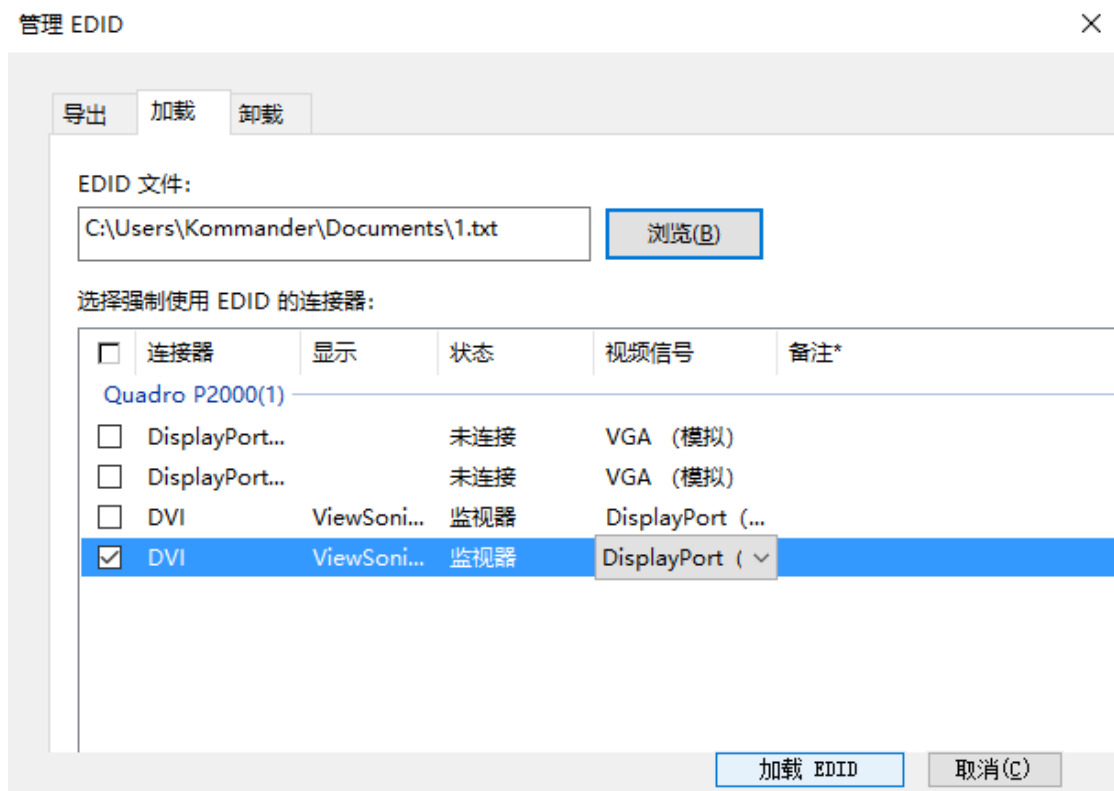 管理 EDID
导出 加载 卸载
EDID 文件:
C:\Users\Kommander\Documents\1.txt 浏览(B)
选择强制使用 EDID 的连接器:
连接器 显示 状态 视频信号 备注*
Quadro P2000(1)
DisplayPort... 未连接 VGA (模拟)
DisplayPort... 未连接 VGA (模拟)
DVI ViewSoni... 监视器 DisplayPort (...
DVI ViewSoni... 监视器 DisplayPort (
加载 EDID 取消(C)